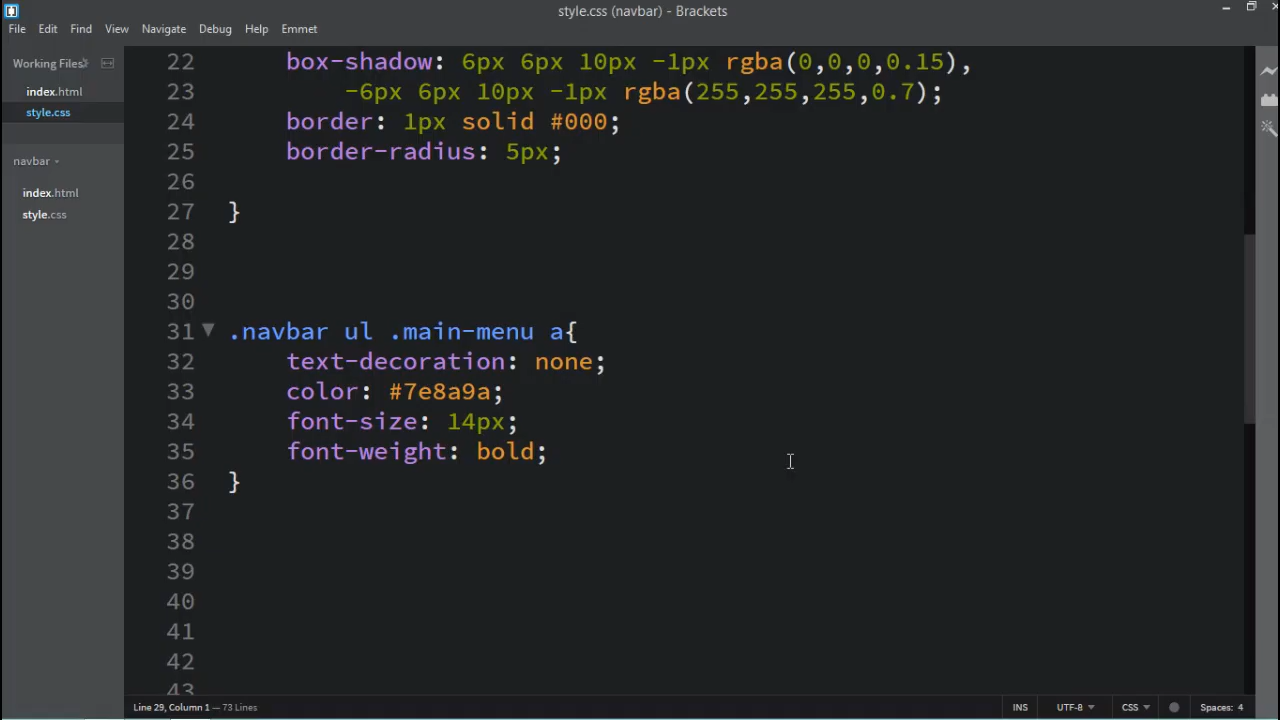 style.css (navbar) - Brackets
File Edit Find View Navigate Debug Help Emmet
Working Files
index.html
style.css
navbar
index.html
style.css
22 box-shadow: 6px 6px 10px -1px rgba(0,0,0,0.15),
23 -6px 6px 10px -1px rgba(255,255,255,0.7);
24 border: 1px solid #000;
25 border-radius: 5px;
26
27 }
28
29
30
31 .navbar ul .main-menu a{
32 text-decoration: none;
33 color: #7e8a9a;
34 font-size: 14px;
35 font-weight: bold;
36 }
37
38
39
40
41
42
43
Line 29, Column 1 — 73 Lines
INS UTF-8 CSS Spaces: 4